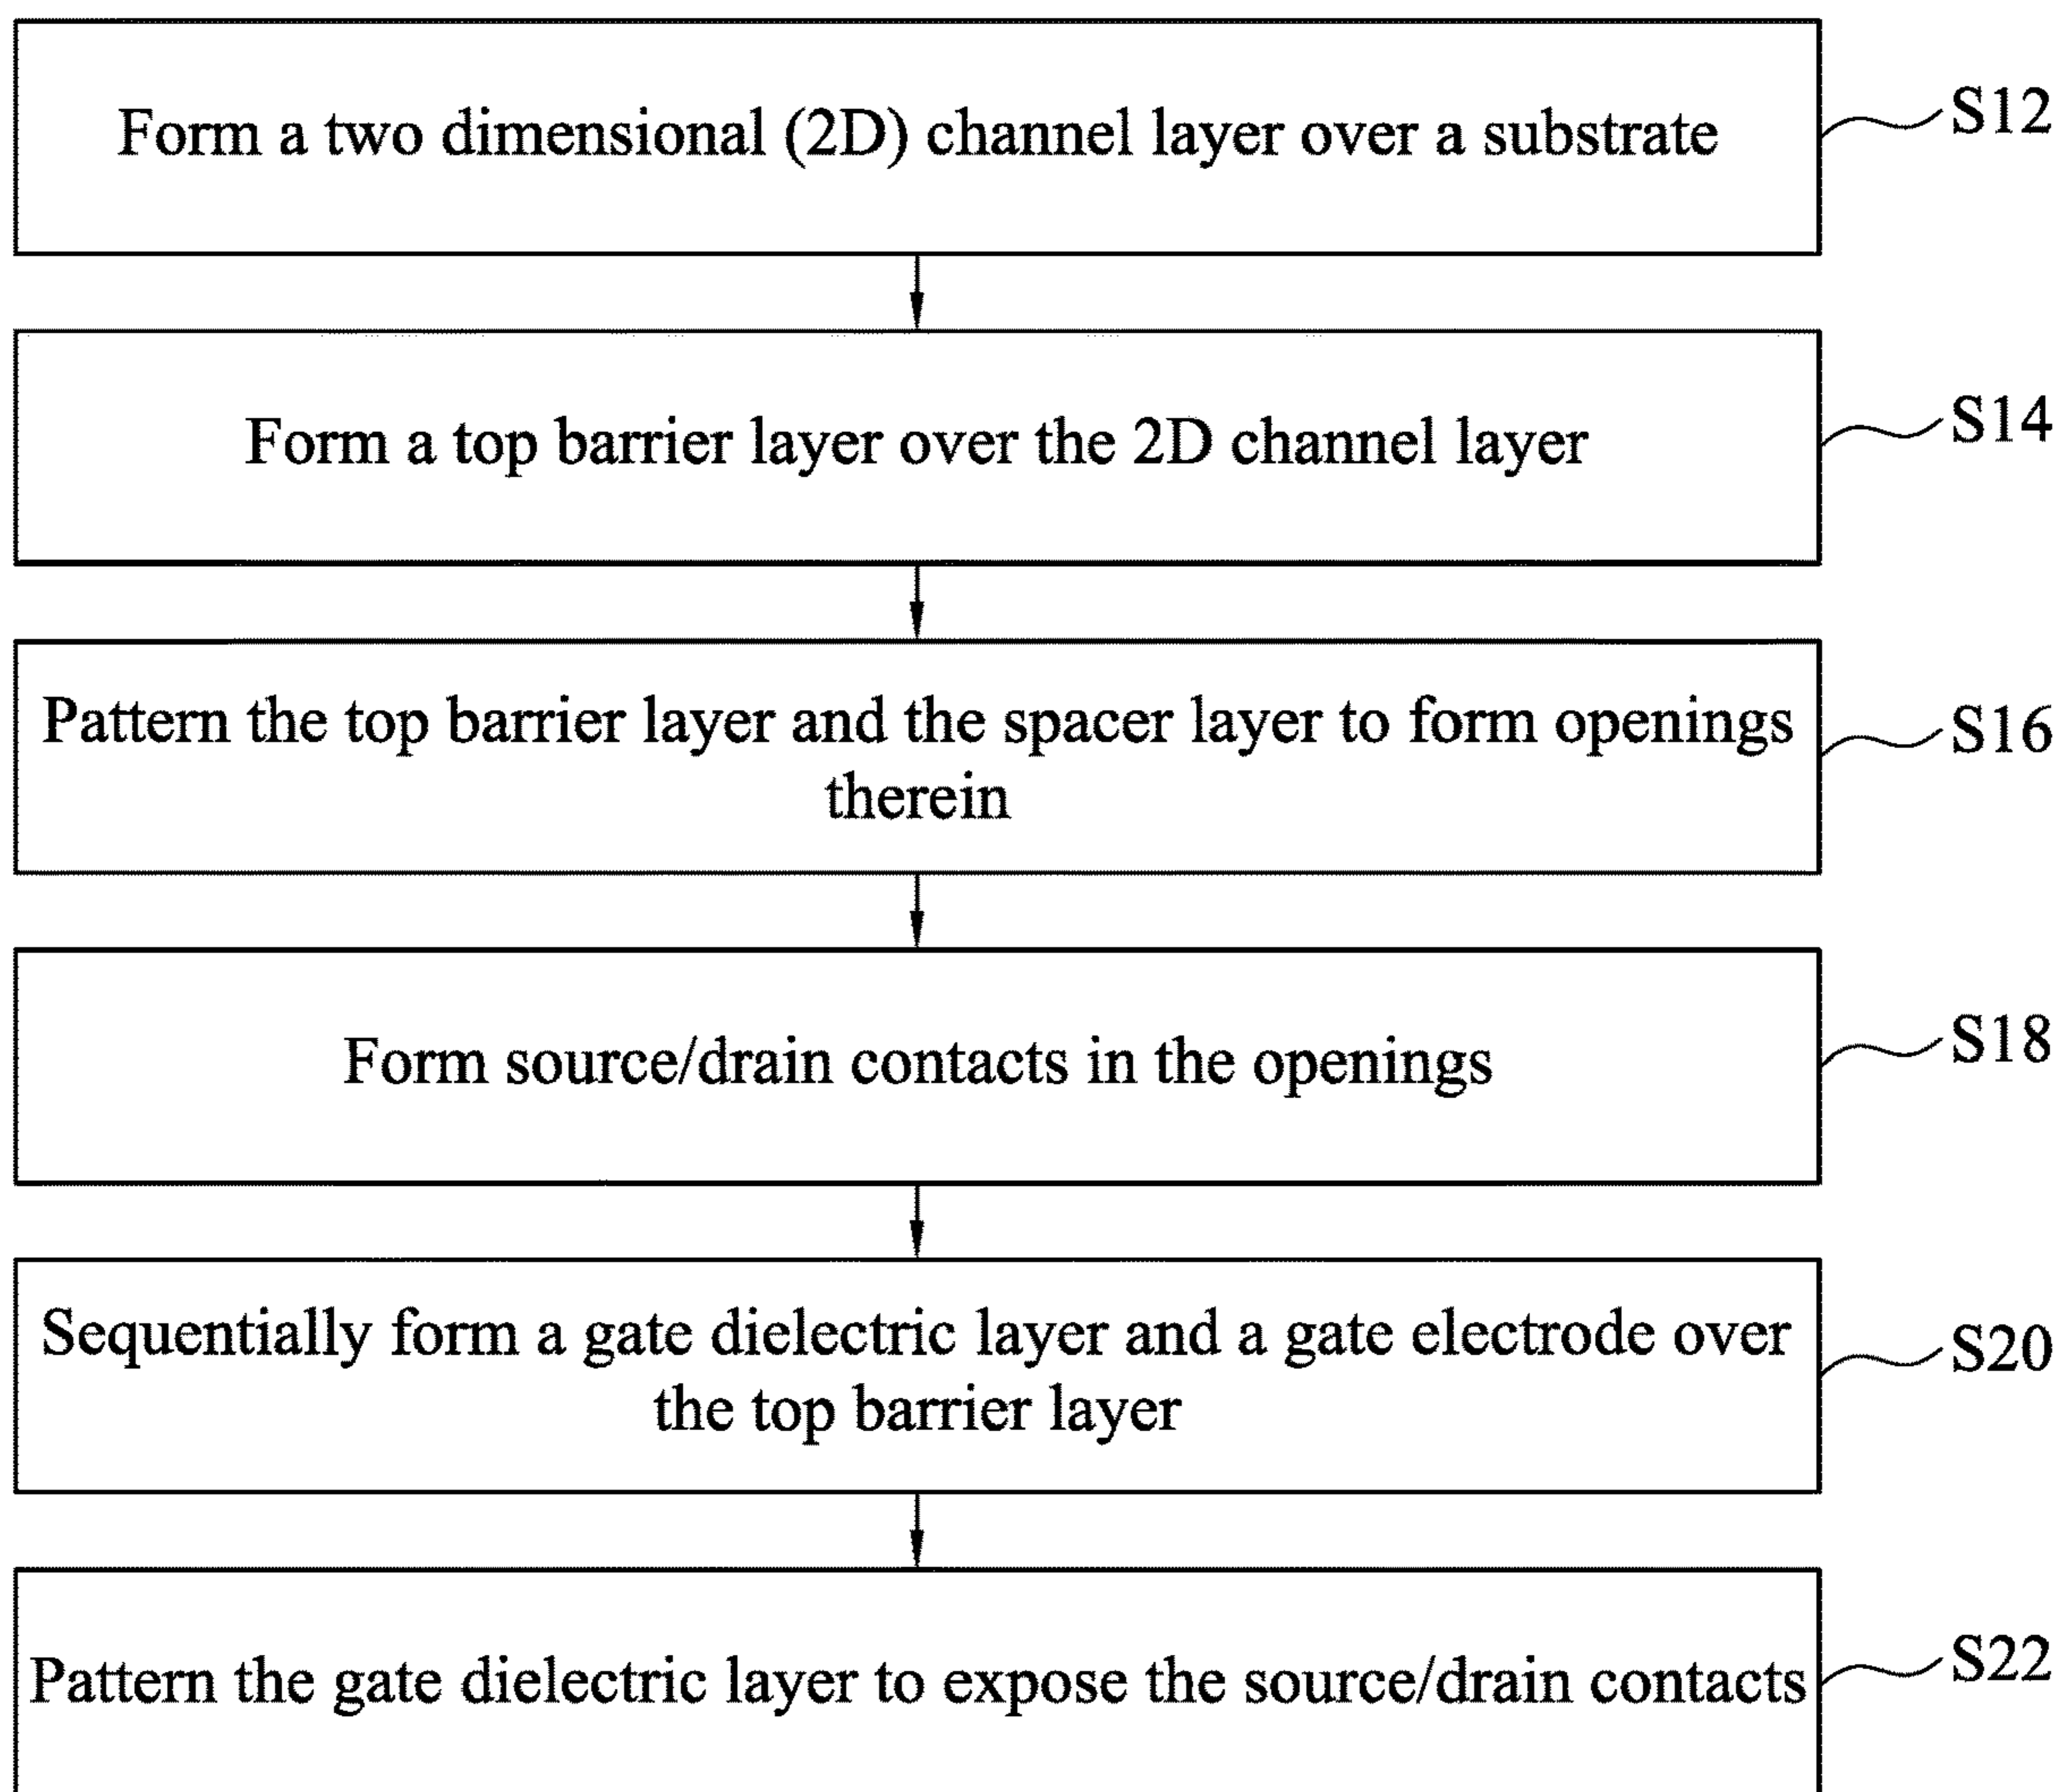 Form a two dimensional (2D) channel layer over a substrate
S12
Form a top barrier layer over the 2D channel layer
S14
Pattern the top barrier layer and the spacer layer to form openings
therein
S16
Form source/drain contacts in the openings
S18
Sequentially form a gate dielectric layer and a gate electrode over
the top barrier layer
S20
Pattern the gate dielectric layer to expose the source/drain contacts
S22